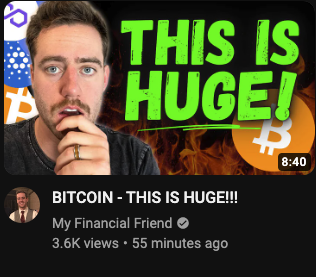 THIS IS
HUGE!
8:40
BITCOIN - THIS IS HUGE!!!
My Financial Friend
3.6K views • 55 minutes ago